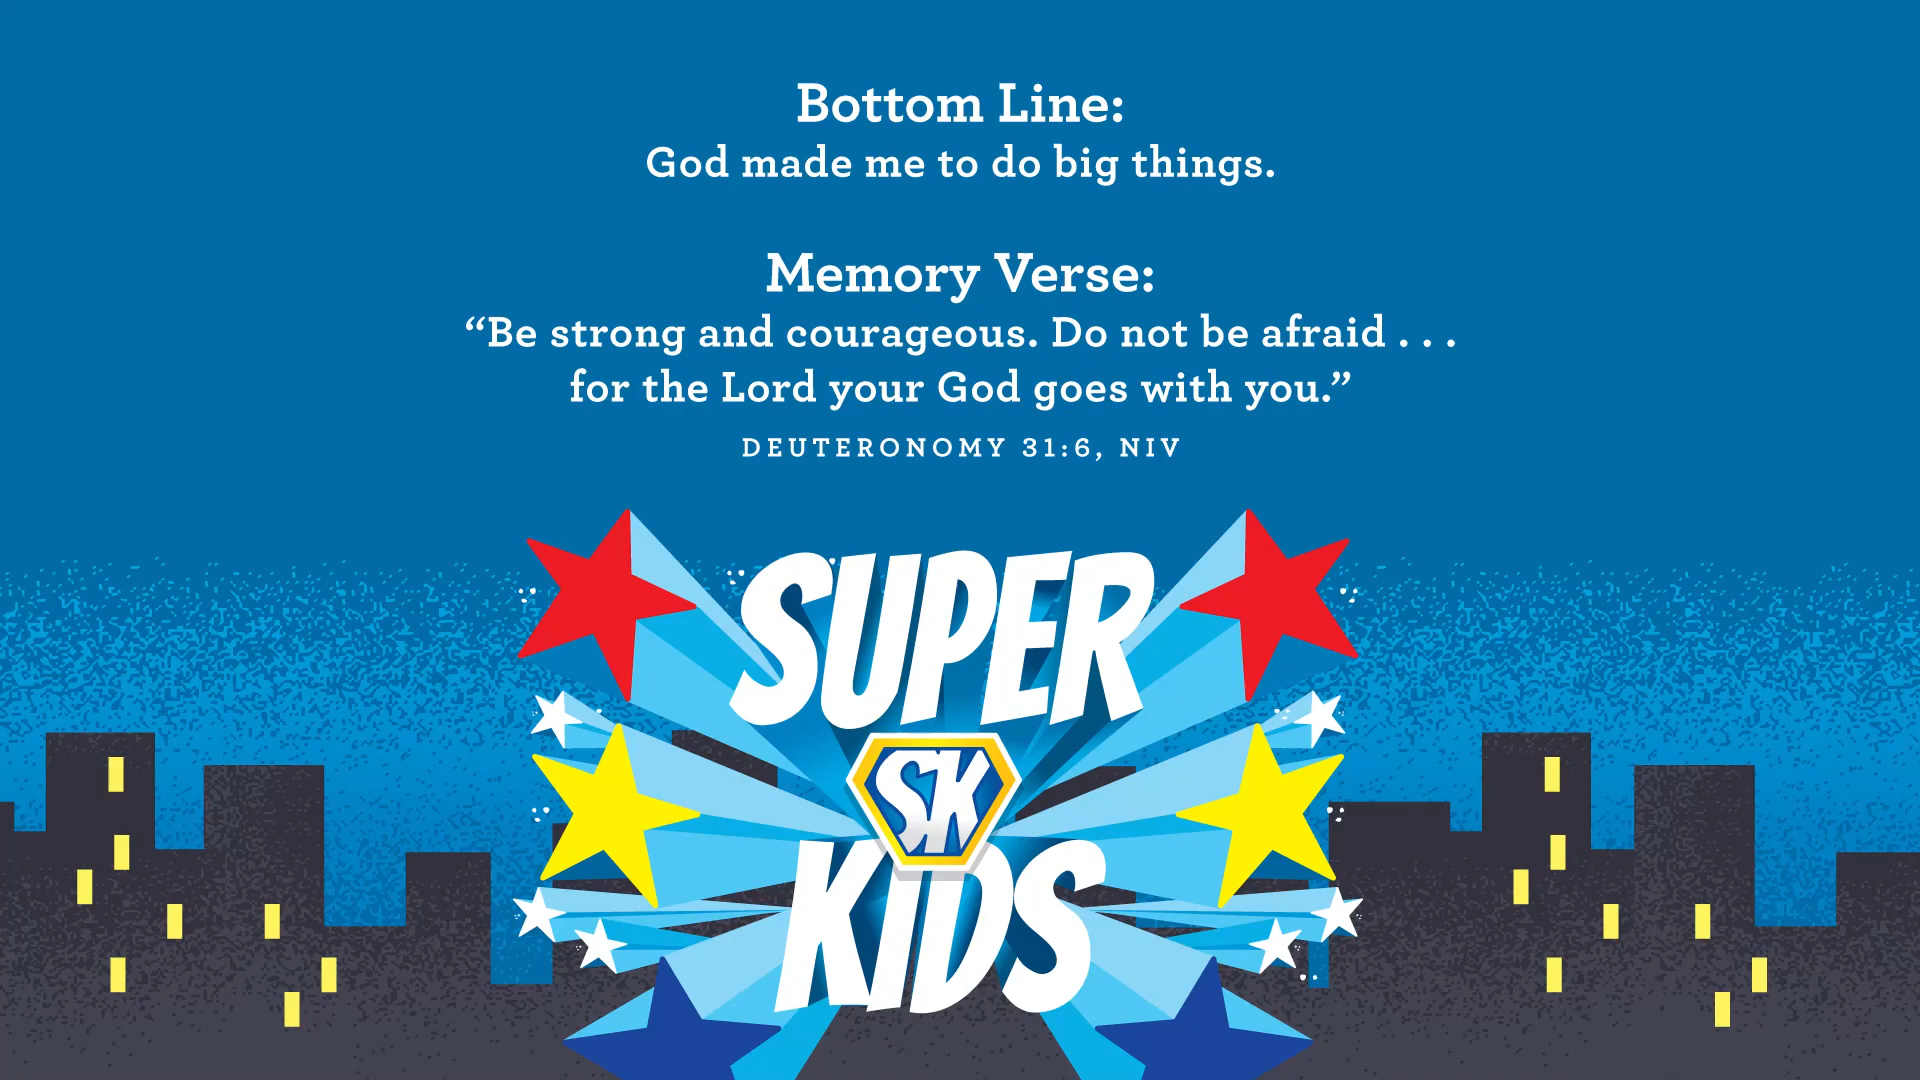 Bottom Line:
God made me to do big things.
Memory Verse:
“Be strong and courageous. Do not be afraid . . .
for the Lord your God goes with you.”
DEUTERONOMY 31:6, NIV
SUPER
SK
KIDS